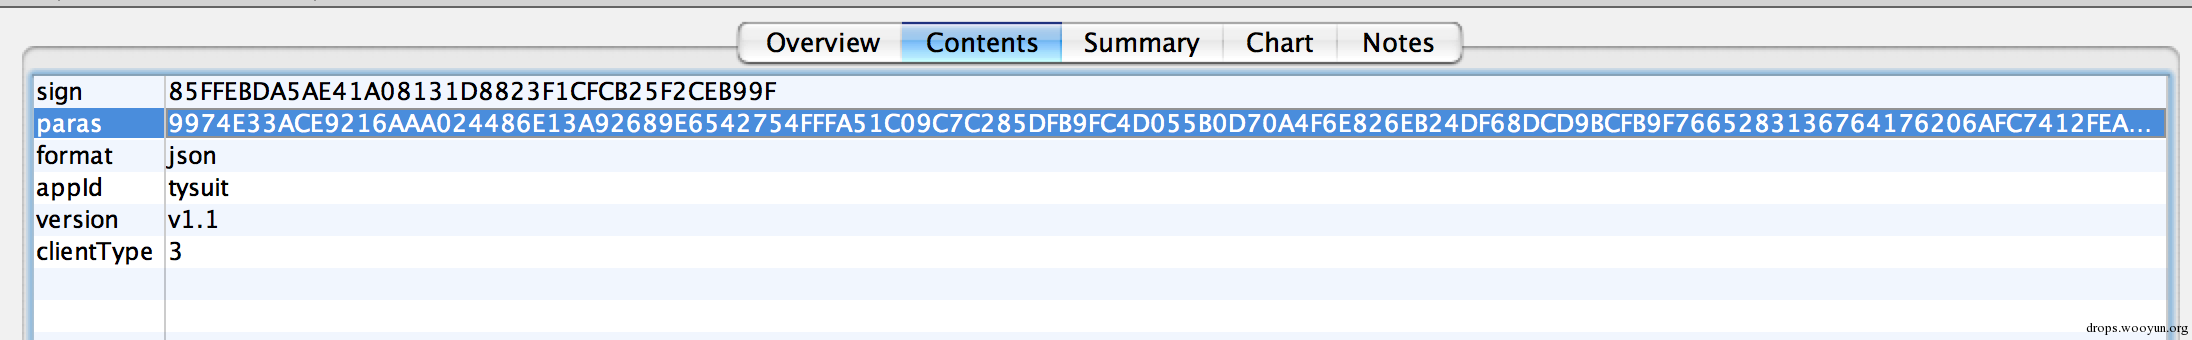 Overview Contents Summary Chart Notes
sign 85FFEBDA5AE41A08131D8823F1CFCB25F2CEB99F
paras 9974E33ACE9216AAA024486E13A92689E6542754FFFA51C09C7C285DFB9FC4D055B0D70A4F6E826EB24DF68DCD9BCFB9F7665283136764176206AFC7412FEA...
format json
appId tysuit
version v1.1
clientType 3
drops.wooyun.org